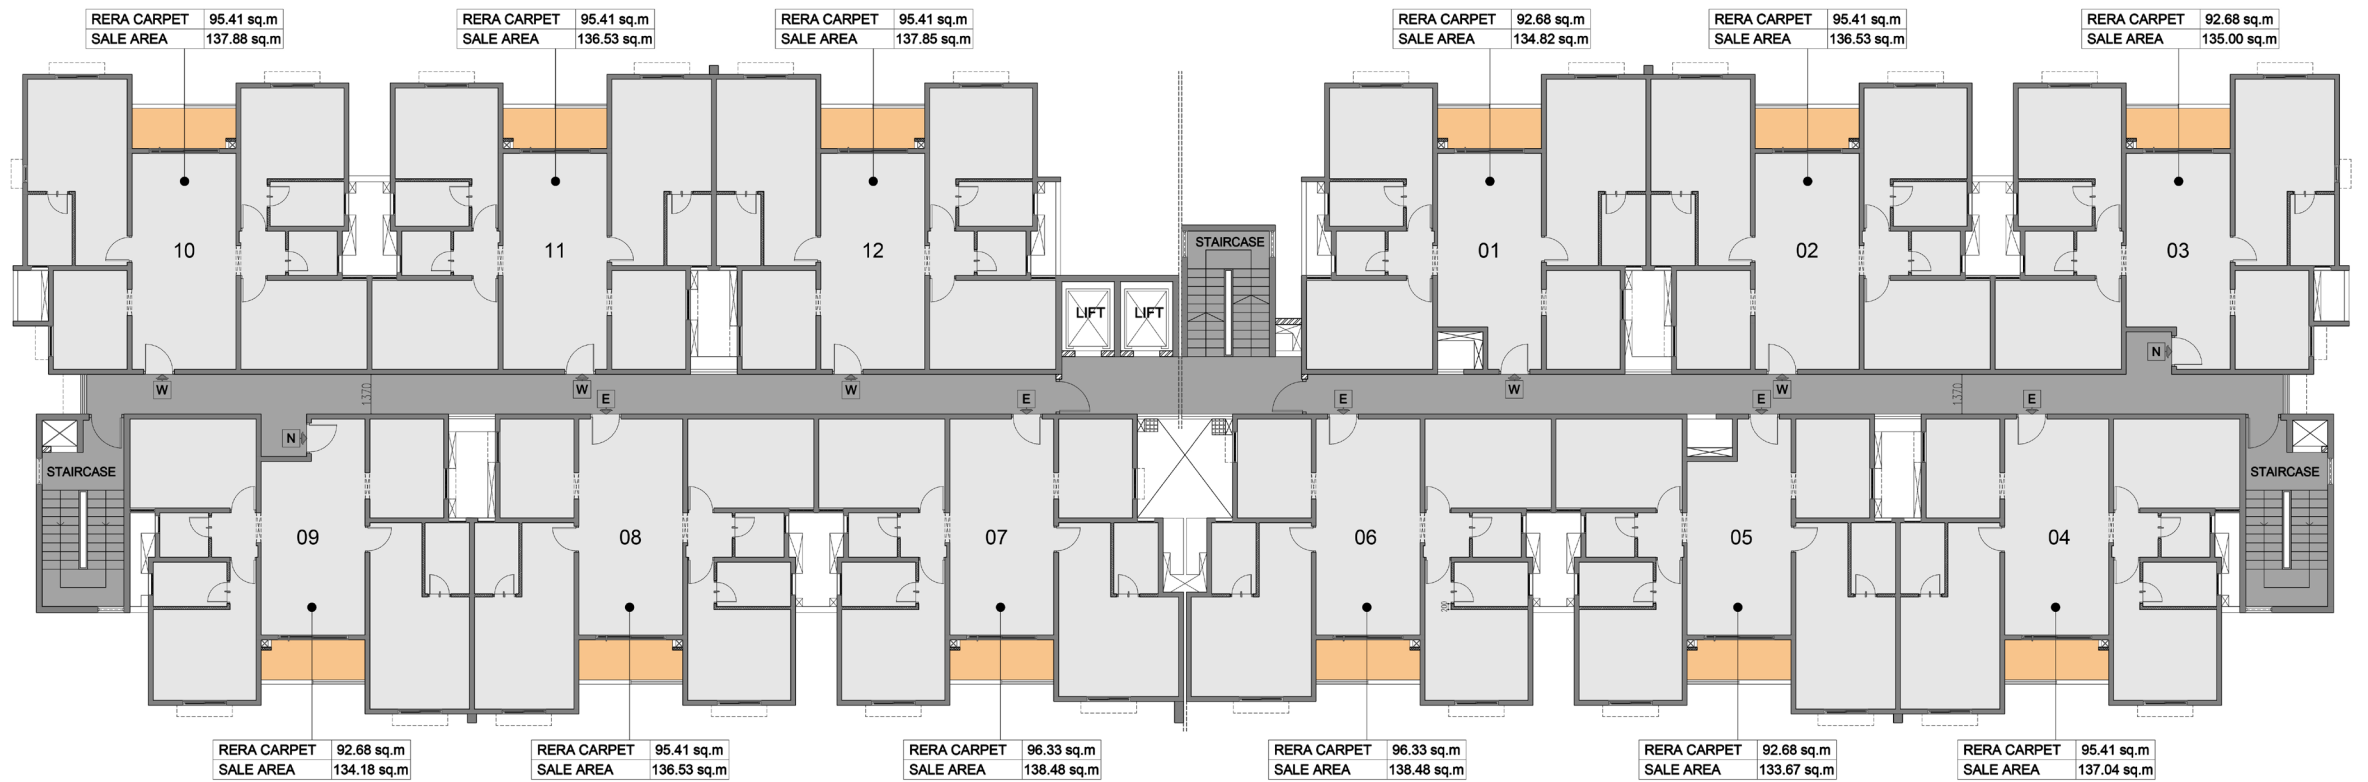 RERA CARPET 95.41 sq.m
SALE AREA 137.88 sq.m
RERA CARPET 95.41 sq.m
SALE AREA 136.53 sq.m
RERA CARPET 95.41 sq.m
SALE AREA 137.85 sq.m
RERA CARPET 92.68 sq.m
SALE AREA 134.82 sq.m
RERA CARPET 95.41 sq.m
SALE AREA 136.53 sq.m
RERA CARPET 92.68 sq.m
SALE AREA 135.00 sq.m
10
11
12
STAIRCASE
01
02
03
LIFT
LIFT
N
W
W
W
W
W
1370
1370
E
E
E
E
E
N
STAIRCASE
STAIRCASE
09
08
07
06
05
04
200
RERA CARPET 92.68 sq.m
SALE AREA 134.18 sq.m
RERA CARPET 95.41 sq.m
SALE AREA 136.53 sq.m
RERA CARPET 96.33 sq.m
SALE AREA 138.48 sq.m
RERA CARPET 96.33 sq.m
SALE AREA 138.48 sq.m
RERA CARPET 92.68 sq.m
SALE AREA 133.67 sq.m
RERA CARPET 95.41 sq.m
SALE AREA 137.04 sq.m